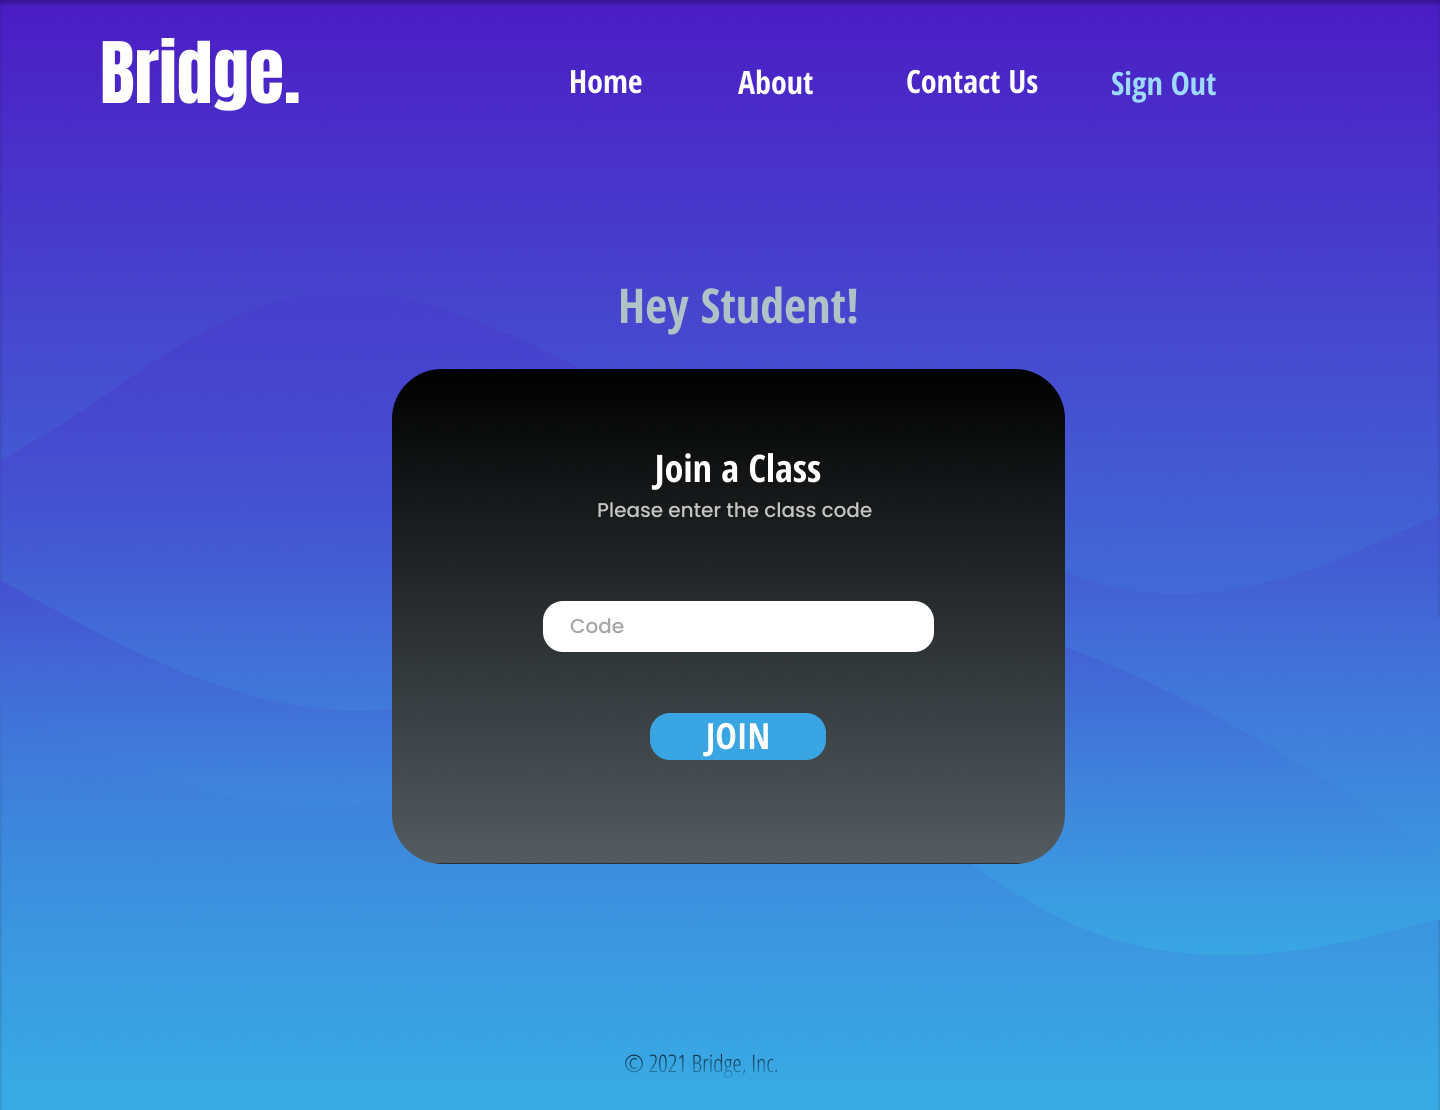 Bridge.
Home About Contact Us Sign Out
Hey Student!
Join a Class
Please enter the class code
Code
JOIN
© 2021 Bridge, Inc.